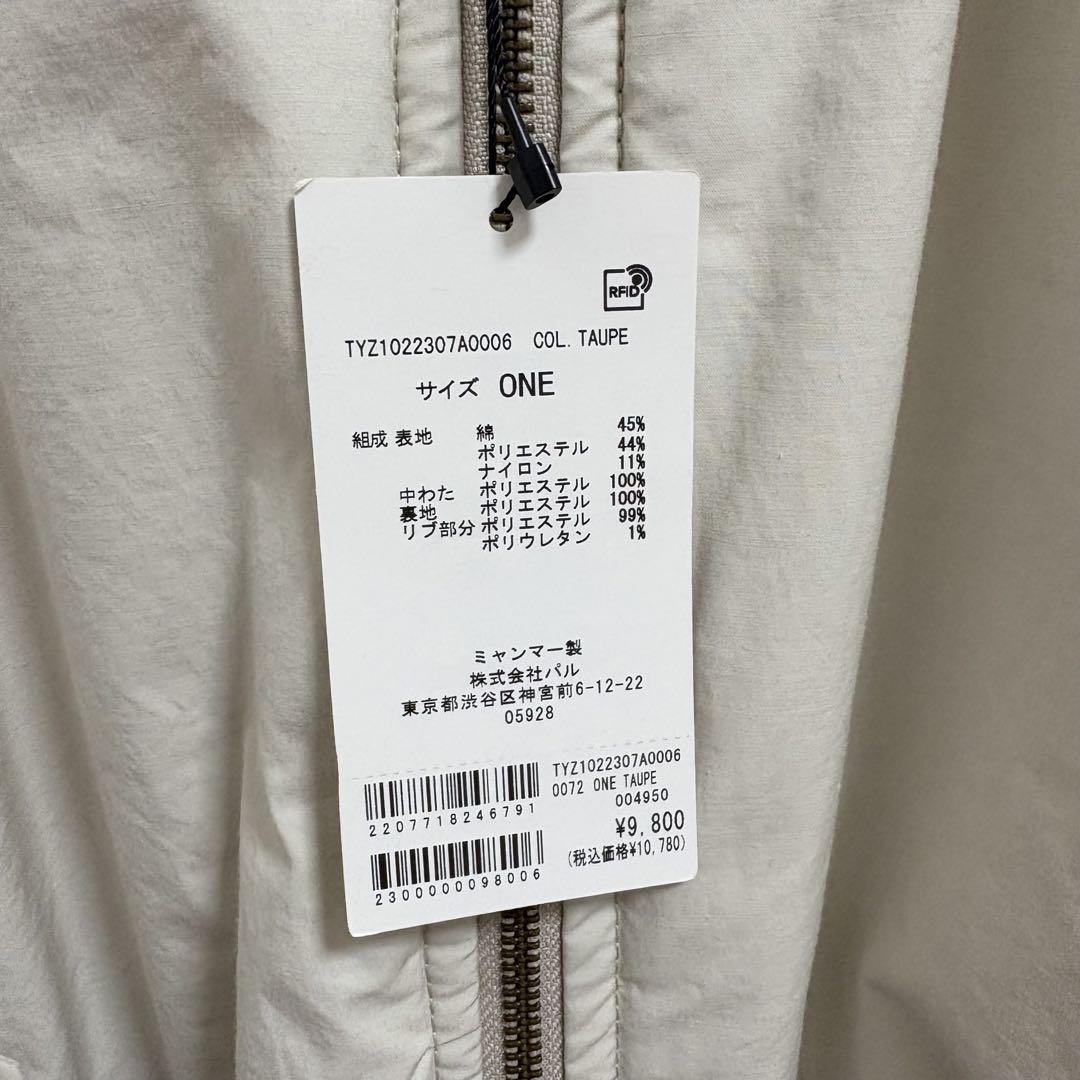 RFID
TYZ1022307A0006 COL. TAUPE
サイズ ONE
組成 表地 綿 45%
ポリエステル 44%
ナイロン 11%
中わた ポリエステル 100%
裏地 ポリエステル 100%
リブ部分 ポリエステル 99%
ポリウレタン 1%
ミャンマー製
株式会社パル
東京都渋谷区神宮前6-12-22
05928
TYZ1022307A0006
0072 ONE TAUPE
004950
2207718246791
¥9,800
(税込価格¥10,780)
2300000098006